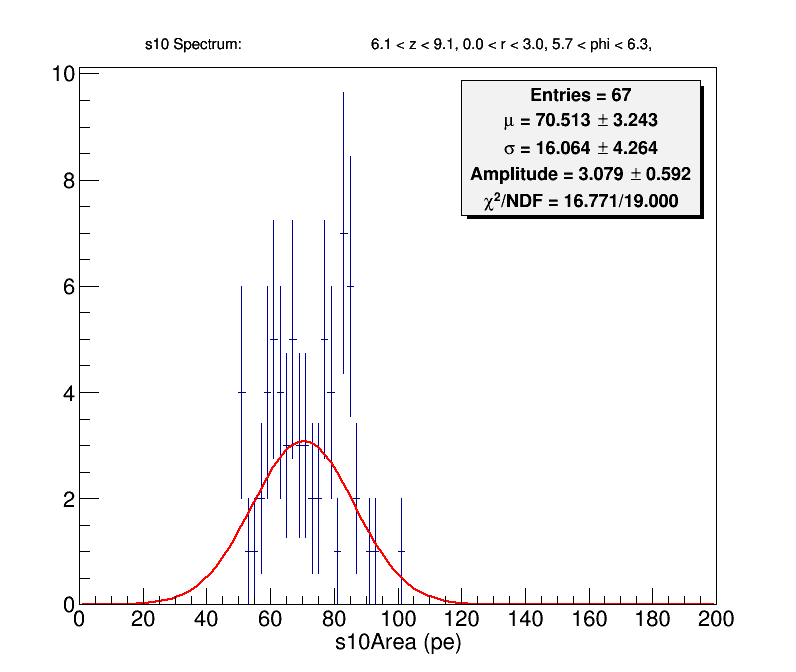 s10 Spectrum: 6.1 < z < 9.1, 0.0 < r < 3.0, 5.7 < phi < 6.3,
Entries = 67
μ = 70.513 ± 3.243
σ = 16.064 ± 4.264
Amplitude = 3.079 ± 0.592
χ²/NDF = 16.771/19.000
10
8
6
4
2
0
0 20 40 60 80 100 120 140 160 180 200
s10Area (pe)